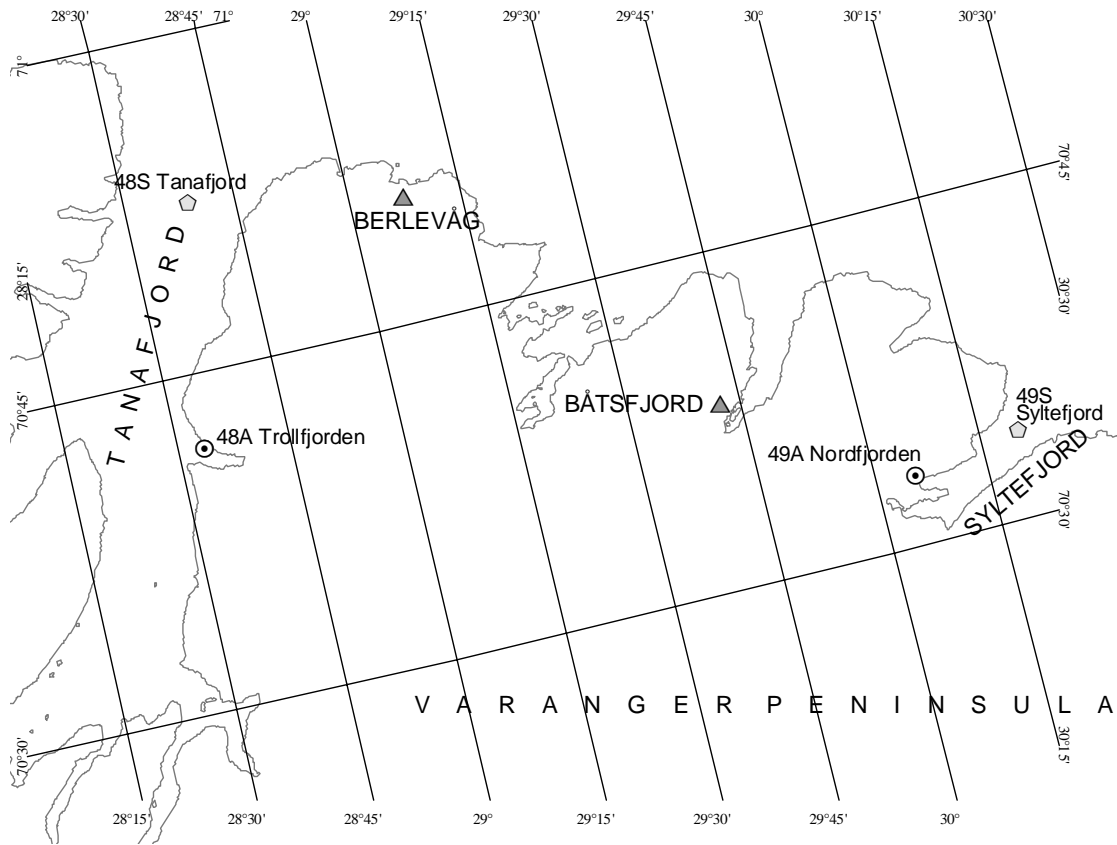 28°30'
28°45'
71°
29°
29°15'
29°30'
29°45'
30°
30°15'
30°30'
71°
70°45'
48S Tanafjord
BERLEVÅG
28°15'
30°30'
TANAFJORD
70°45'
BÅTSFJORD
49S
Syltefjord
48A Trollfjorden
49A Nordfjorden
SYLTEFJORD
70°30'
VARANGERPENINSULA
70°30'
30°15'
28°15'
28°30'
28°45'
29°
29°15'
29°30'
29°45'
30°